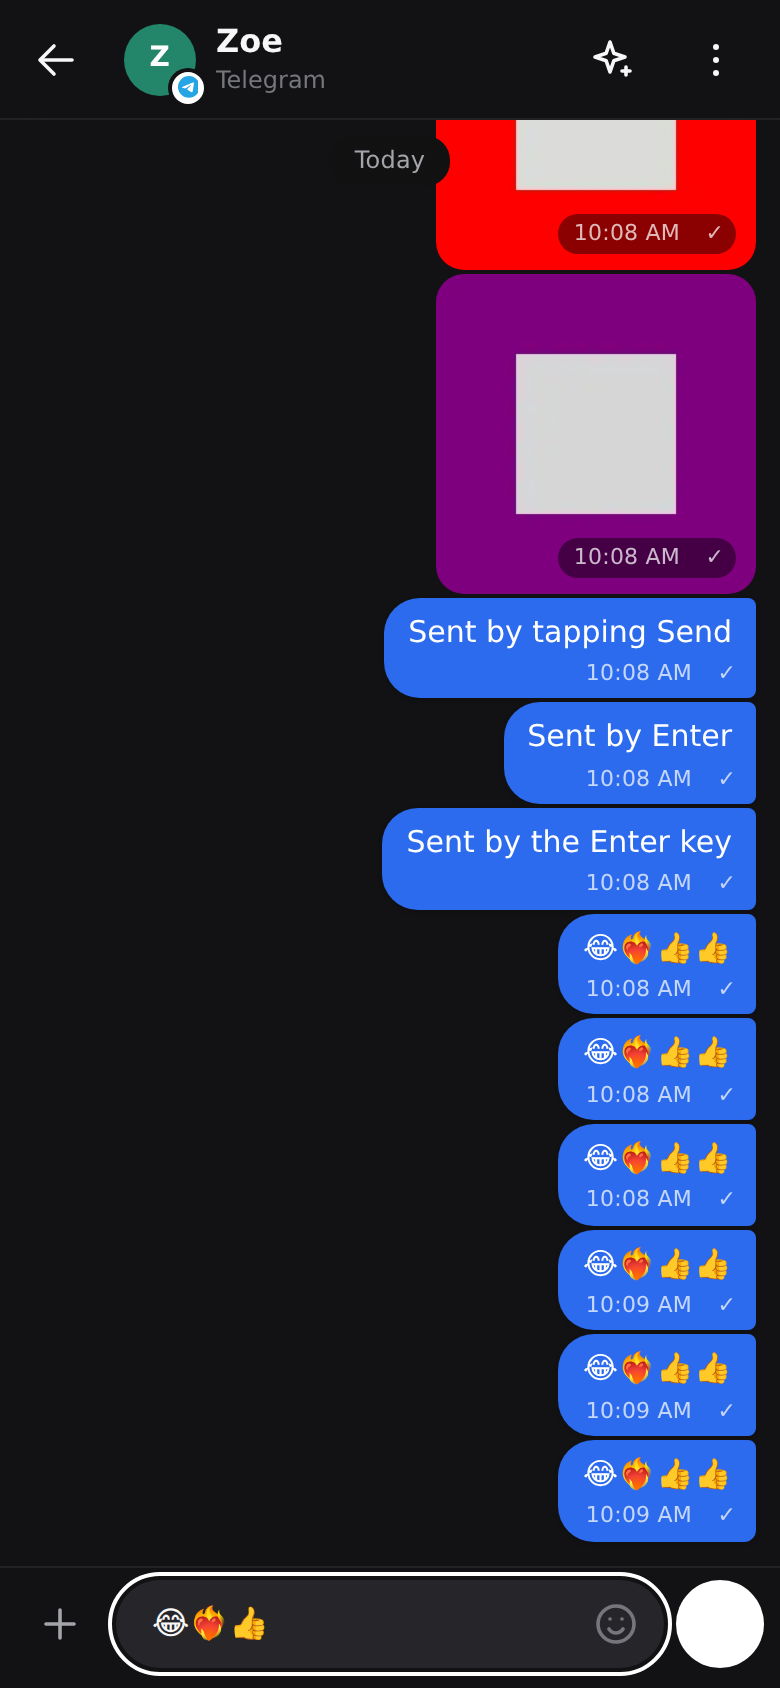 Z
Zoe
Telegram
Today
10:08 AM ✓
10:08 AM ✓
Sent by tapping Send
10:08 AM ✓
Sent by Enter
10:08 AM ✓
Sent by the Enter key
10:08 AM ✓
😂❤️‍🔥👍👍
10:08 AM ✓
😂❤️‍🔥👍👍
10:08 AM ✓
😂❤️‍🔥👍👍
10:08 AM ✓
😂❤️‍🔥👍👍
10:09 AM ✓
😂❤️‍🔥👍👍
10:09 AM ✓
😂❤️‍🔥👍👍
10:09 AM ✓
😂❤️‍🔥👍